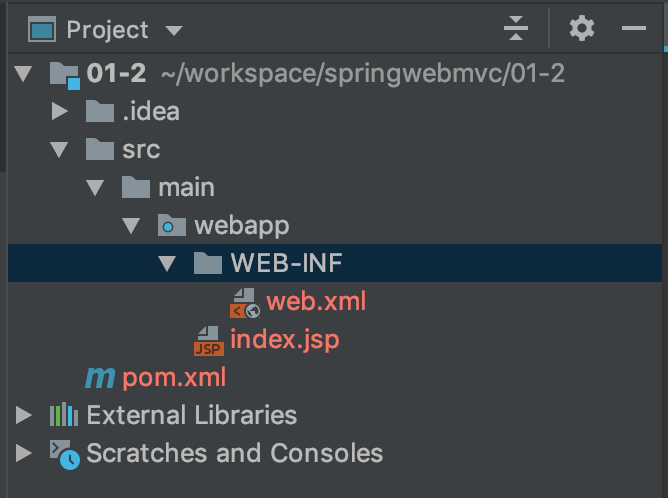 Project
01-2 ~/workspace/springwebmvc/01-2
.idea
src
main
webapp
WEB-INF
web.xml
JSP index.jsp
m pom.xml
External Libraries
Scratches and Consoles